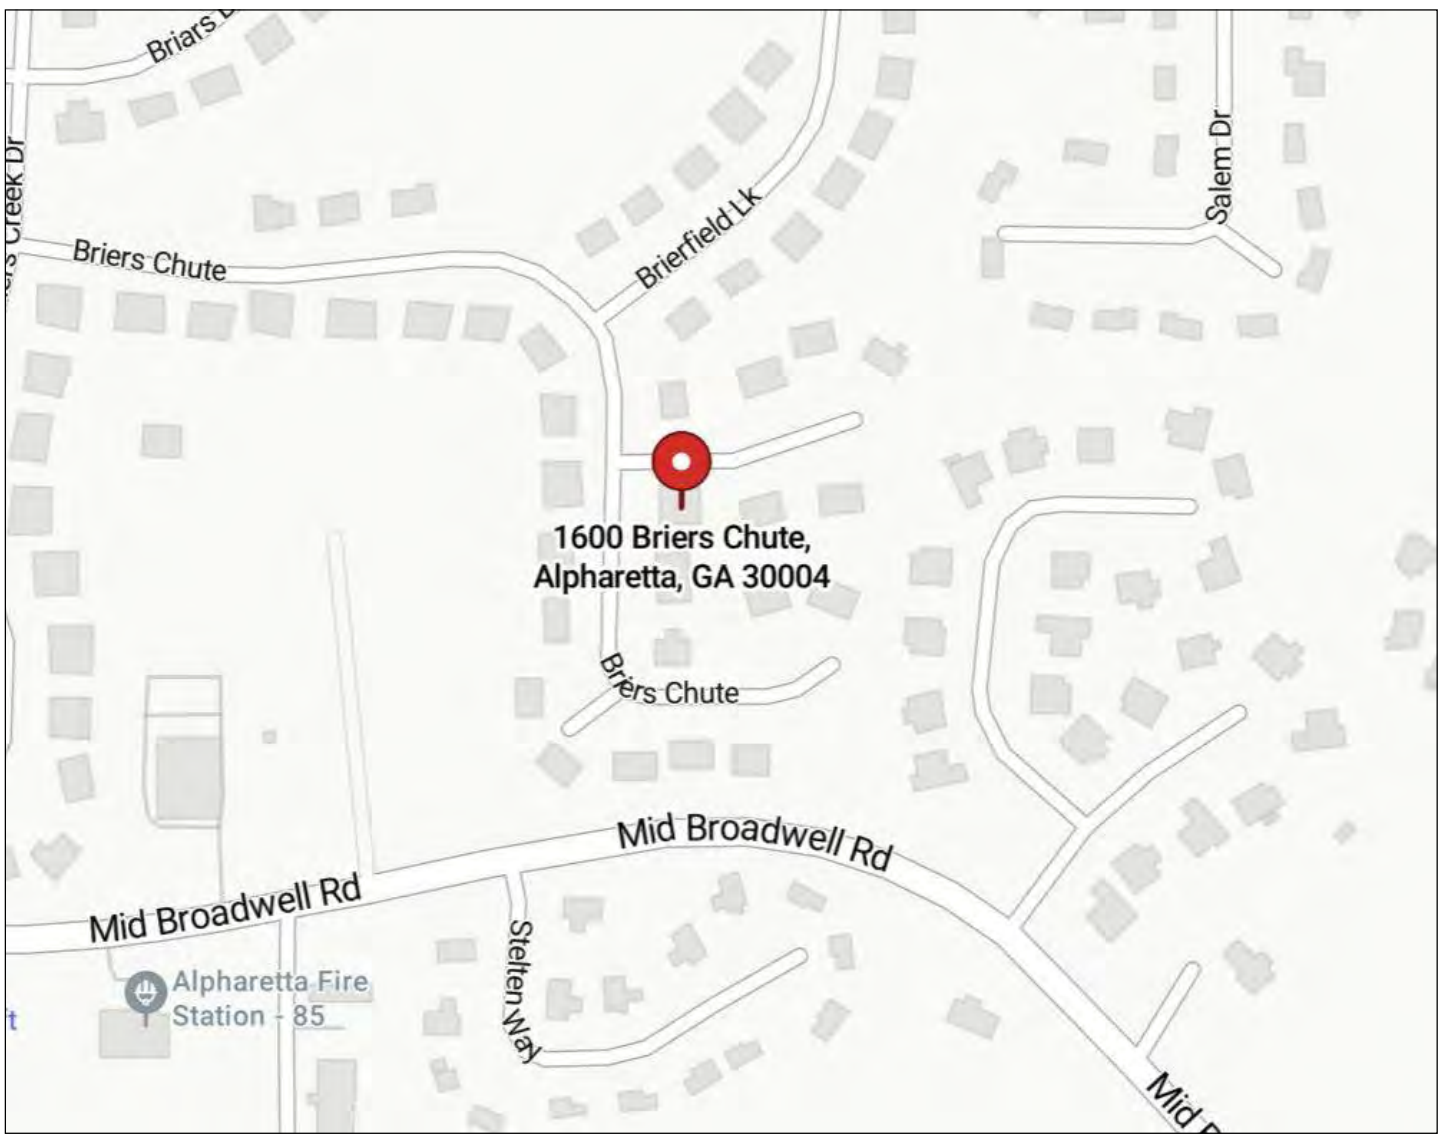 Briars
Creek Dr
Briers Chute
Brierfield Lk
Salem Dr
1600 Briers Chute,
Alpharetta, GA 30004
Briers Chute
Mid Broadwell Rd
Mid Broadwell Rd
Stelten Way
Alpharetta Fire
Station - 85
t
Mid